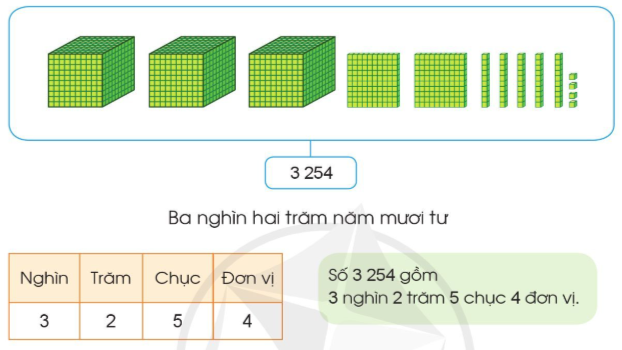 3 254
Ba nghìn hai trăm năm mươi tư
Nghìn Trăm Chục Đơn vị
3 2 5 4
Số 3 254 gồm
3 nghìn 2 trăm 5 chục 4 đơn vị.